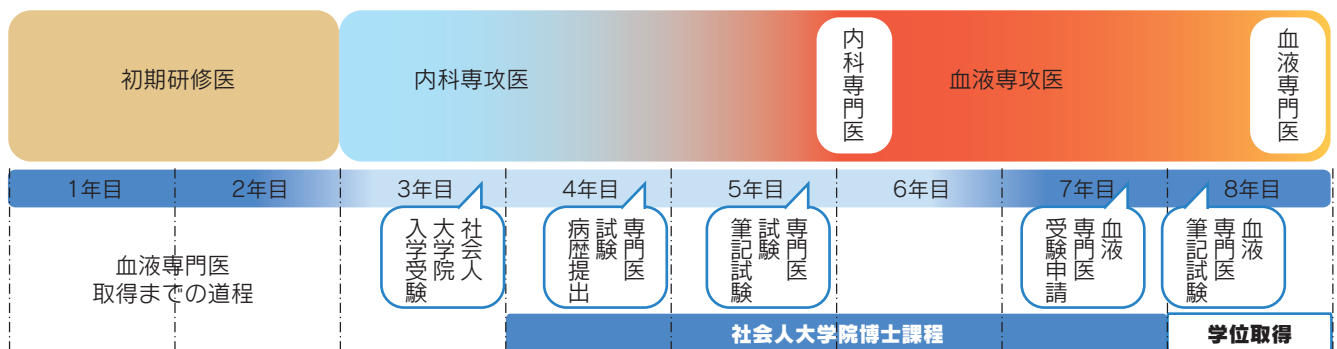 初期研修医
内科専攻医
内科専門医
血液専攻医
血液専門医
1年目
2年目
3年目
4年目
5年目
6年目
7年目
8年目
血液専門医
取得までの道程
社会人
大学院
入学受験
専門医
試験
病歴提出
専門医
試験
筆記試験
血液
専門医
受験申請
血液
専門医
筆記試験
社会人大学院博士課程
学位取得